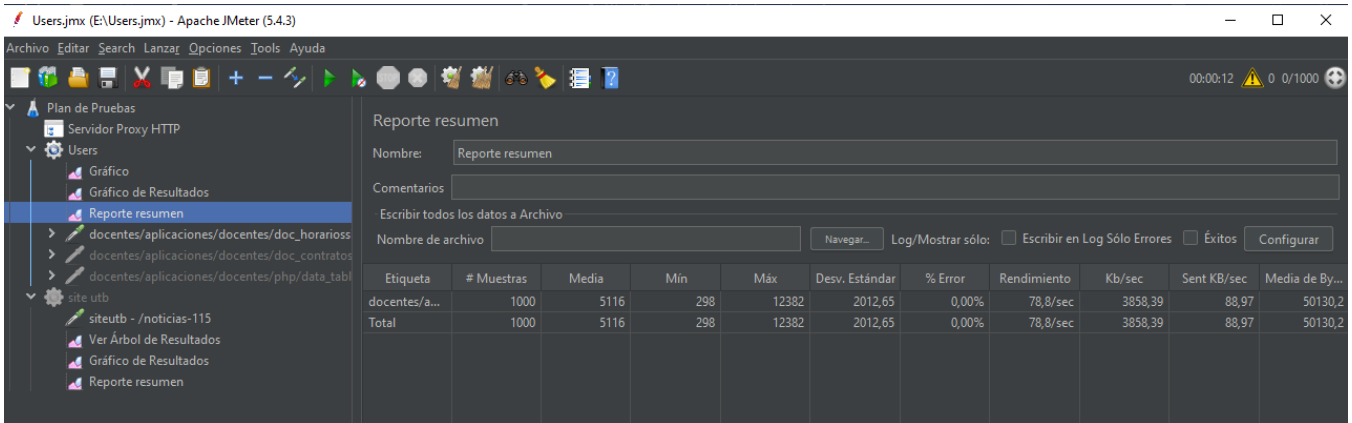 Users.jmx (E:\Users.jmx) - Apache JMeter (5.4.3)
Archivo Editar Search Lanzar Opciones Tools Ayuda
STOP
00:00:12 0 0/1000
Plan de Pruebas
Servidor Proxy HTTP
Users
Gráfico
Gráfico de Resultados
Reporte resumen
docentes/aplicaciones/docentes/doc_horarioss
docentes/aplicaciones/docentes/doc_contratos
docentes/aplicaciones/docentes/php/data_tabl
site utb
siteutb - /noticias-115
Ver Árbol de Resultados
Gráfico de Resultados
Reporte resumen
Reporte resumen
Nombre: Reporte resumen
Comentarios
Escribir todos los datos a Archivo
Nombre de archivo Navegar... Log/Mostrar sólo: Escribir en Log Sólo Errores Éxitos Configurar
Etiqueta # Muestras Media Mín Máx Desv. Estándar % Error Rendimiento Kb/sec Sent KB/sec Media de By...
docentes/a... 1000 5116 298 12382 2012,65 0,00% 78,8/sec 3858,39 88,97 50130,2
Total 1000 5116 298 12382 2012,65 0,00% 78,8/sec 3858,39 88,97 50130,2